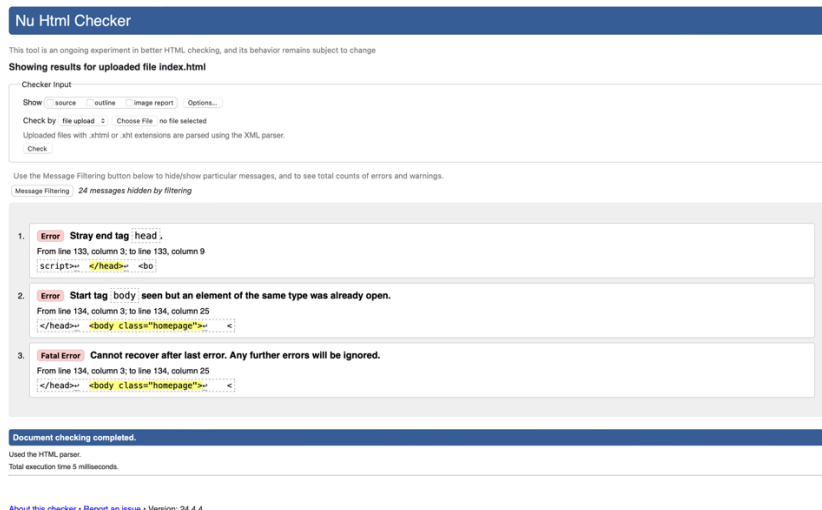 Nu Html Checker
This tool is an ongoing experiment in better HTML checking, and its behavior remains subject to change
Showing results for uploaded file index.html
Checker Input
Show source outline image report Options...
Check by file upload Choose File no file selected
Uploaded files with .xhtml or .xht extensions are parsed using the XML parser.
Check
Use the Message Filtering button below to hide/show particular messages, and to see total counts of errors and warnings.
Message Filtering 24 messages hidden by filtering
1. Error Stray end tag head.
From line 133, column 3; to line 133, column 9
script>↩ </head>↩ <bo
2. Error Start tag body seen but an element of the same type was already open.
From line 134, column 3; to line 134, column 25
</head>↩ <body class="homepage">↩ <
3. Fatal Error Cannot recover after last error. Any further errors will be ignored.
From line 134, column 3; to line 134, column 25
</head>↩ <body class="homepage">↩ <
Document checking completed.
Used the HTML parser.
Total execution time 5 milliseconds.
About this checker • Report an issue • Version: 24.4.4